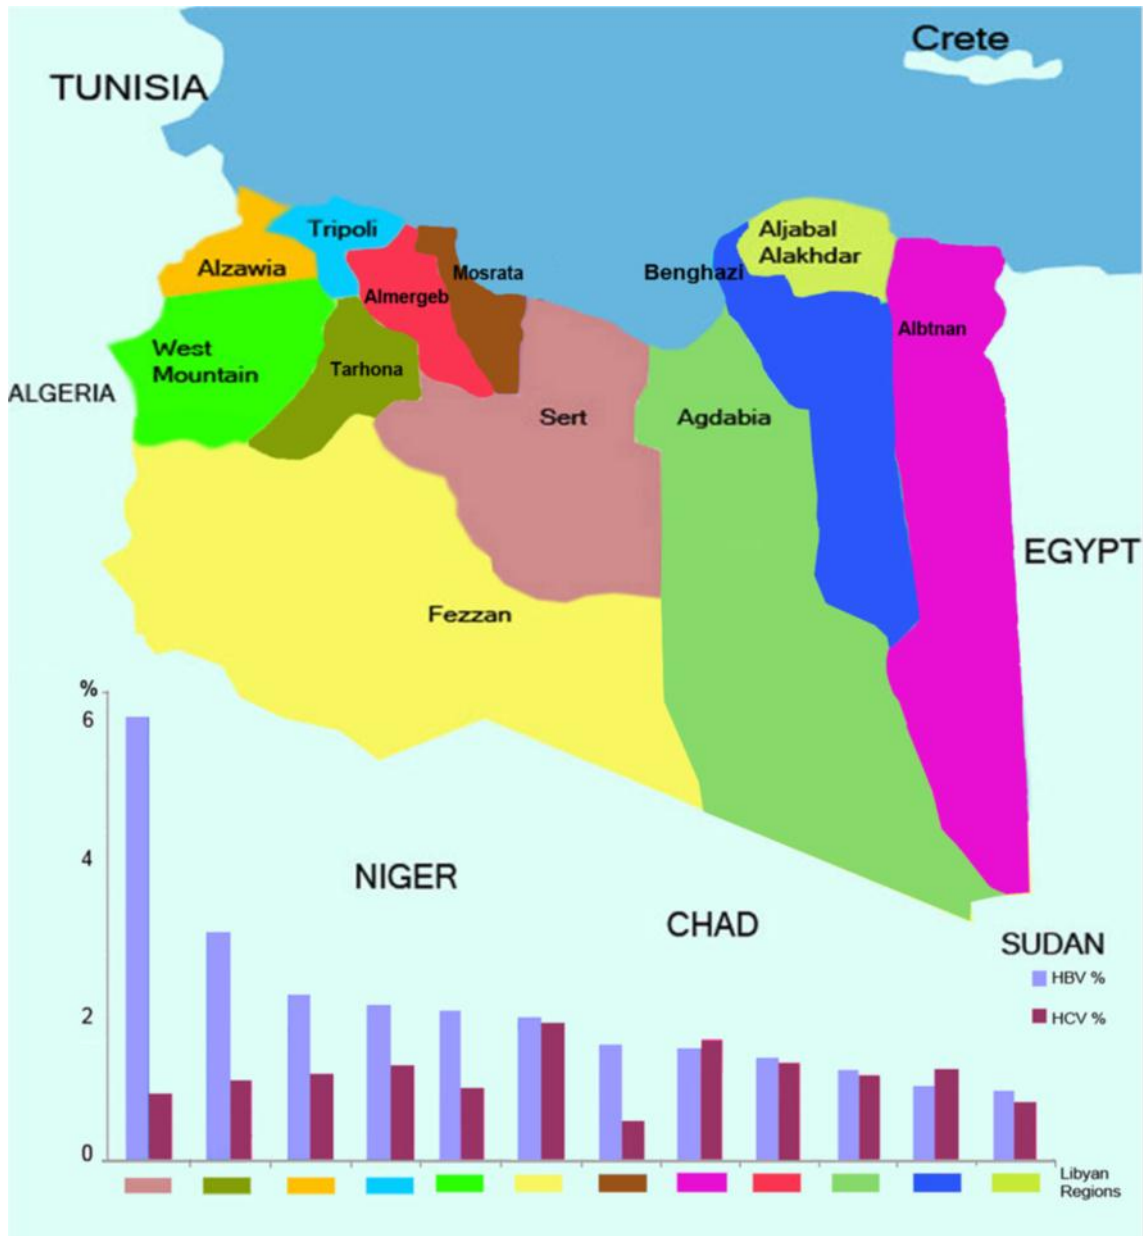 Crete
TUNISIA
Tripoli
Aljabal
Alakhdar
Alzawia
Mosrata
Benghazi
Almergeb
Albtnan
West
Mountain
Tarhona
ALGERIA
Sert
Agdabia
EGYPT
Fezzan
%
6
4
NIGER
CHAD
SUDAN
HBV %
2
HCV %
0
Libyan
Regions